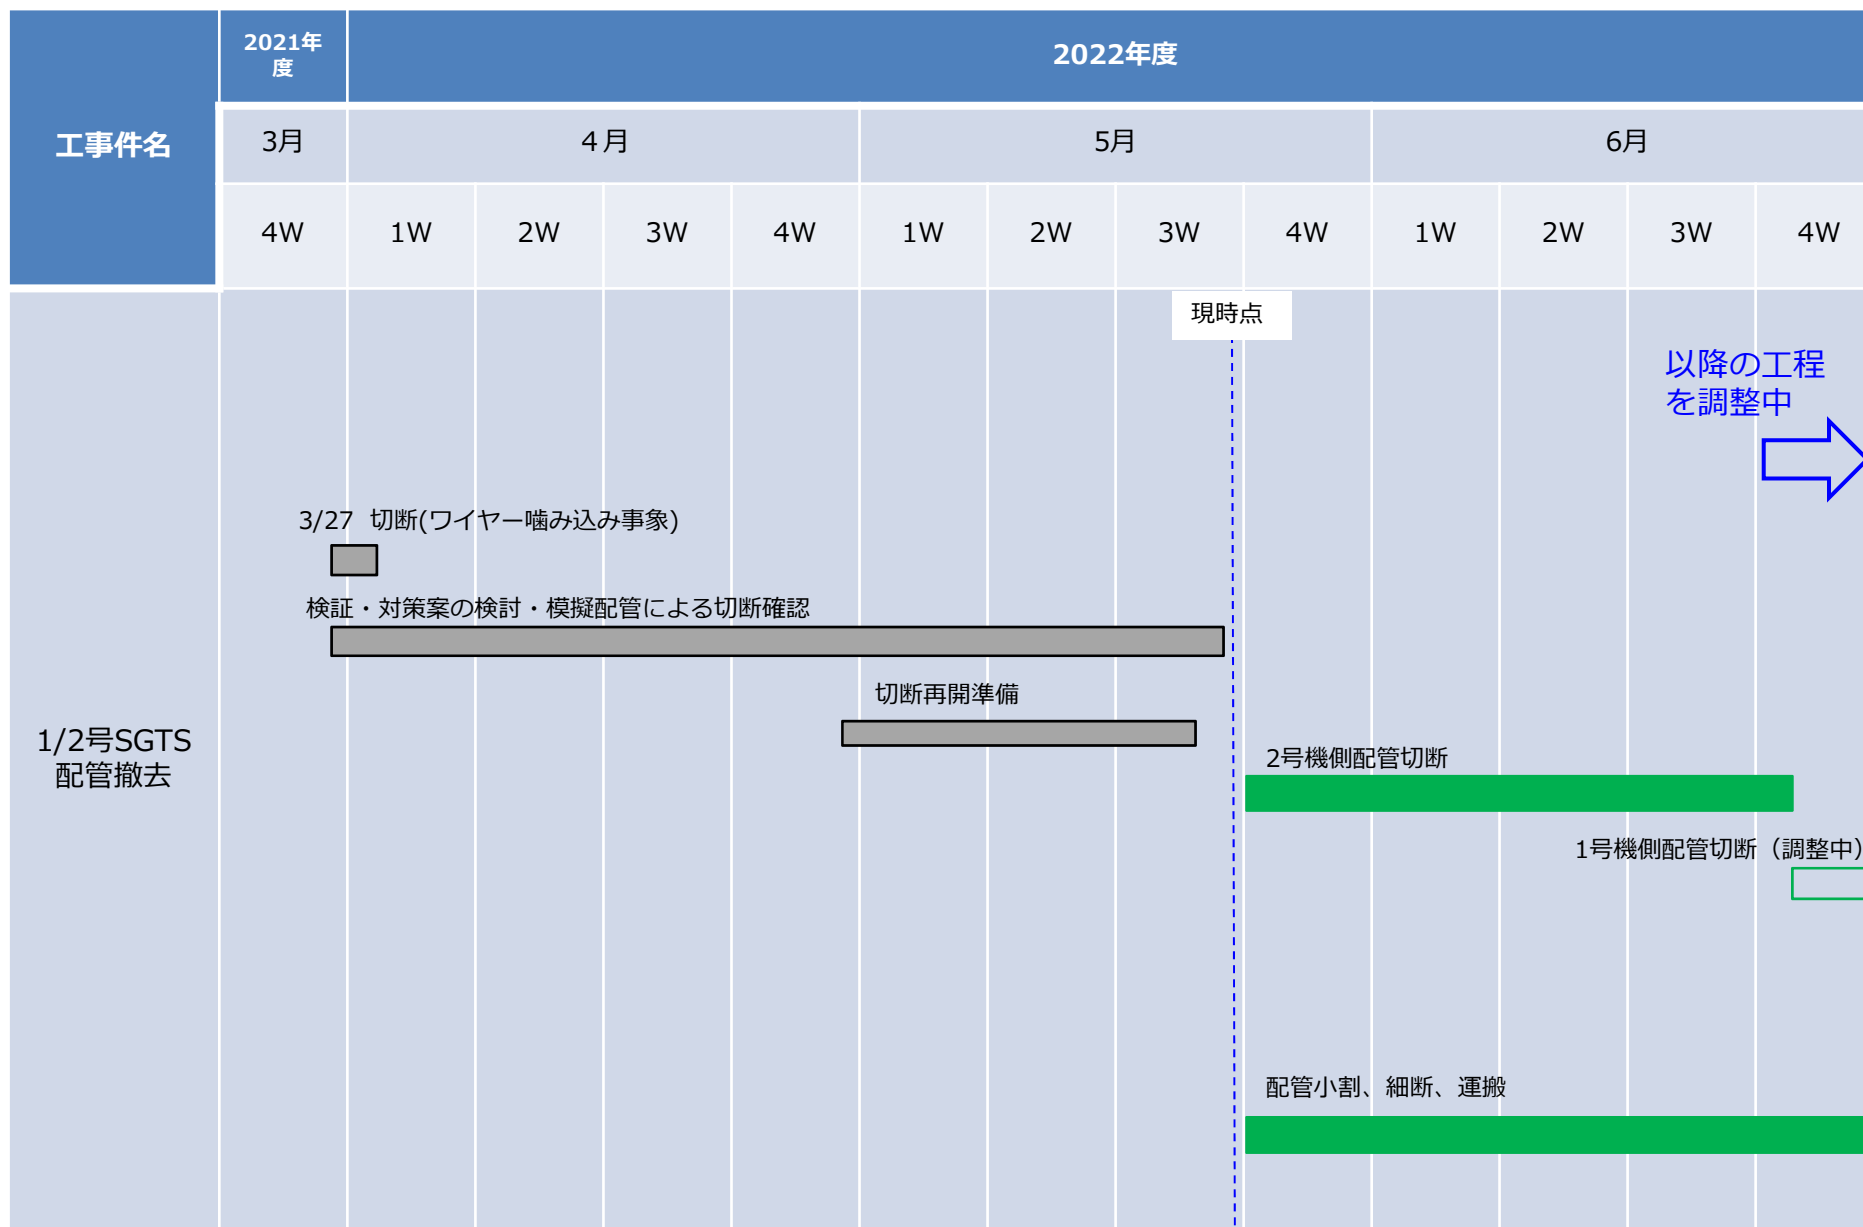 工事件名
2021年
度
2022年度
3月
４月
5月
6月
4W
1W
2W
3W
4W
1W
2W
3W
4W
1W
2W
3W
4W
現時点
以降の工程
を調整中
3/27 切断(ワイヤー噛み込み事象)
検証・対策案の検討・模擬配管による切断確認
切断再開準備
1/2号SGTS
配管撤去
2号機側配管切断
1号機側配管切断（調整中）
配管小割、細断、運搬